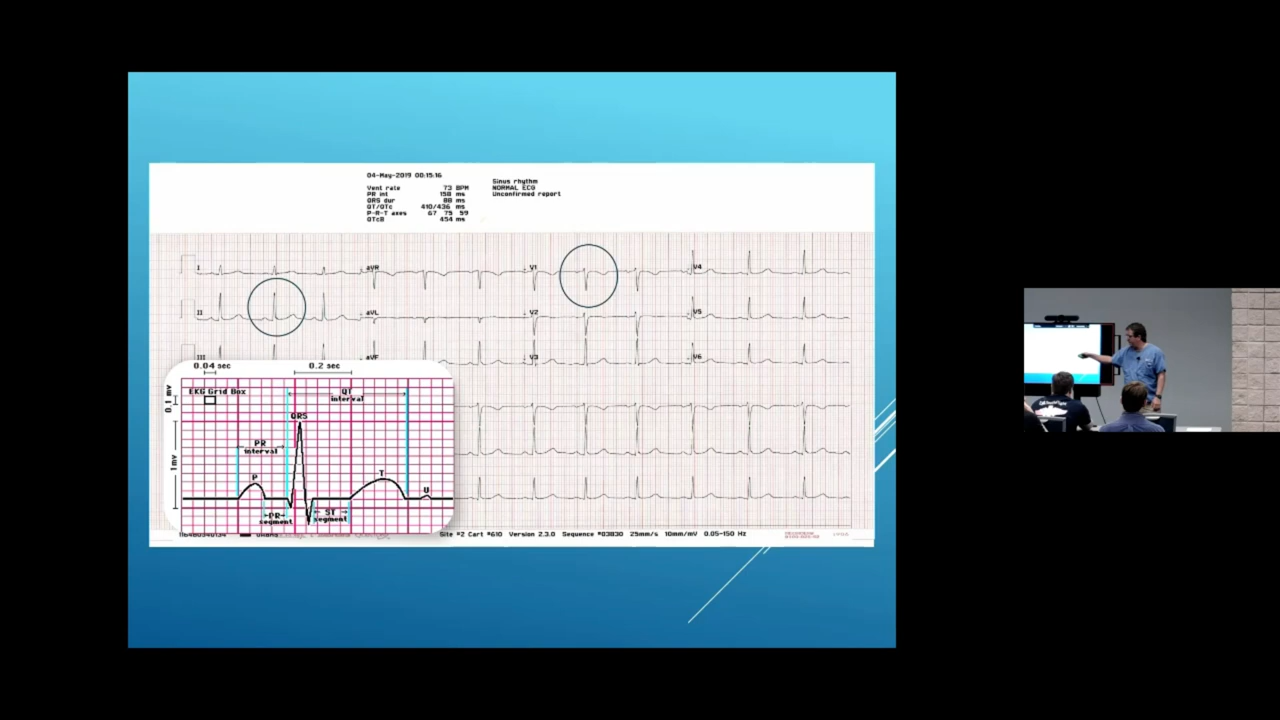 04-May-2019 00:15:16
Vent rate 73 BPM
PR int 158 ms
QRS dur 88 ms
QT/QTc 410/436 ms
P-R-T axes 67 75 59
QTcB 454 ms
Sinus rhythm
NORMAL ECG
Unconfirmed report
I aVR V1 V4
II aVL V2 V5
III aVF V3 V6
0.04 sec 0.2 sec
EKG Grid Box
0.1 mv
1mv
QT
interval
QRS
PR
interval
P
T
U
PR
segment
ST
segment
Site #2 Cart #610 Version 2.3.0 Sequence #03830 25mm/s 10mm/mV 0.05-150 Hz